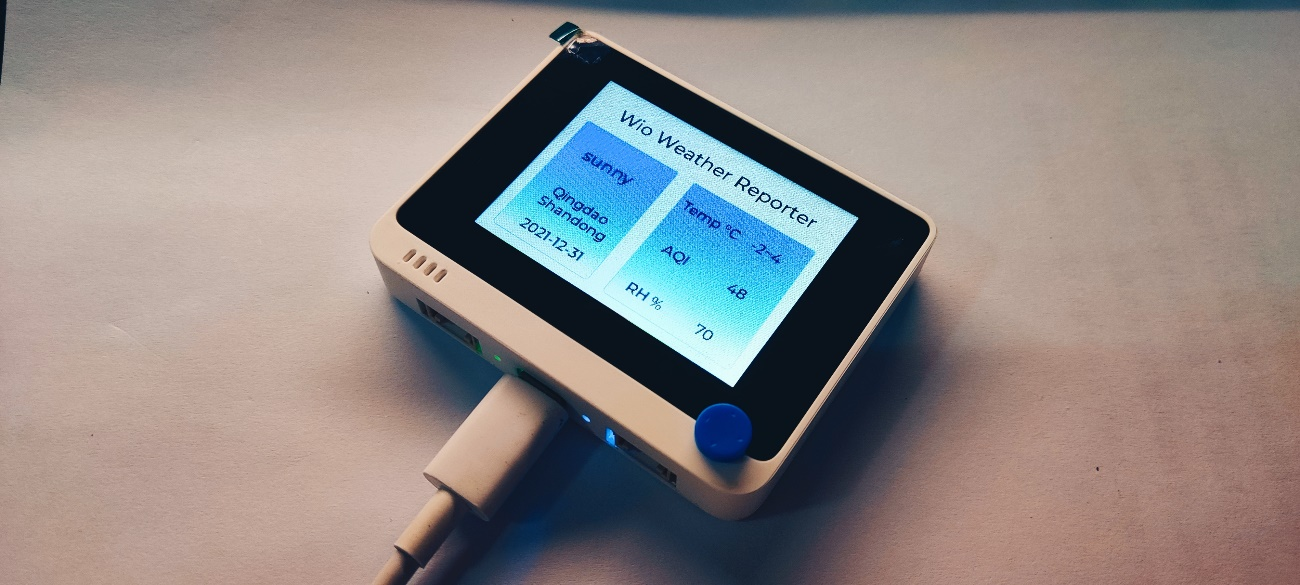 Wio Weather Reporter
sunny
Qingdao
Shandong
2021-12-31
Temp °C -2~4
AQI 48
RH % 70